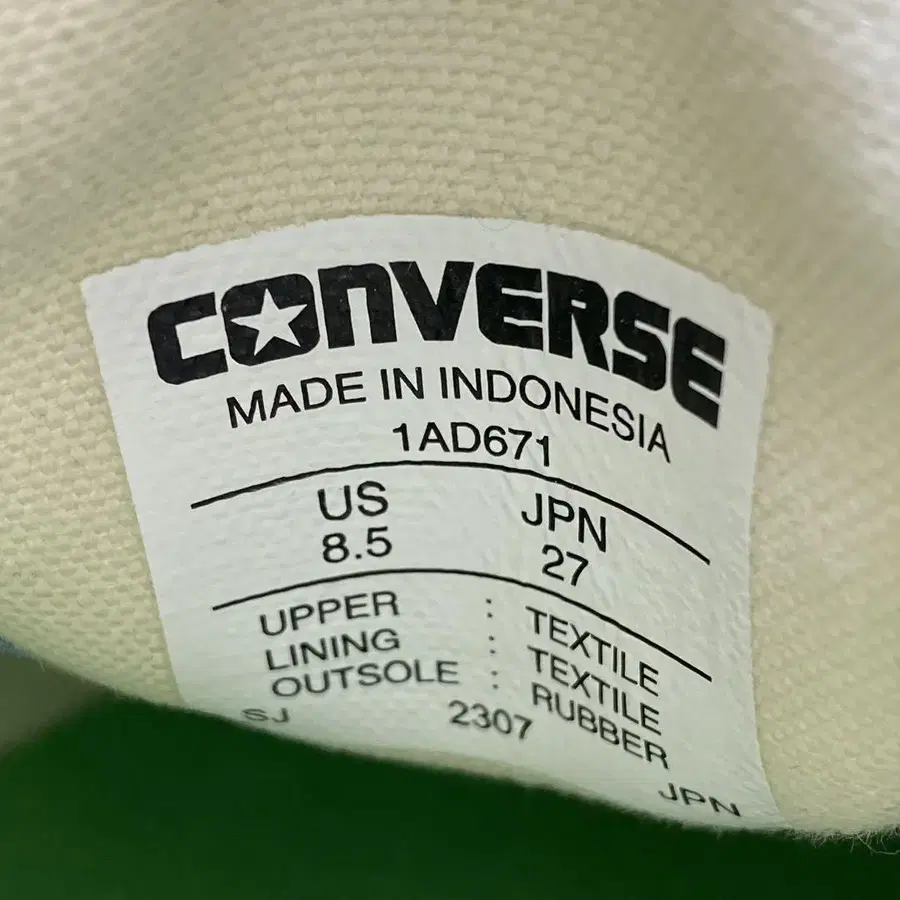 CONVERSE
MADE IN INDONESIA
1AD671
US JPN
8.5 27
UPPER : TEXTILE
LINING : TEXTILE
OUTSOLE : RUBBER
SJ 2307 JPN